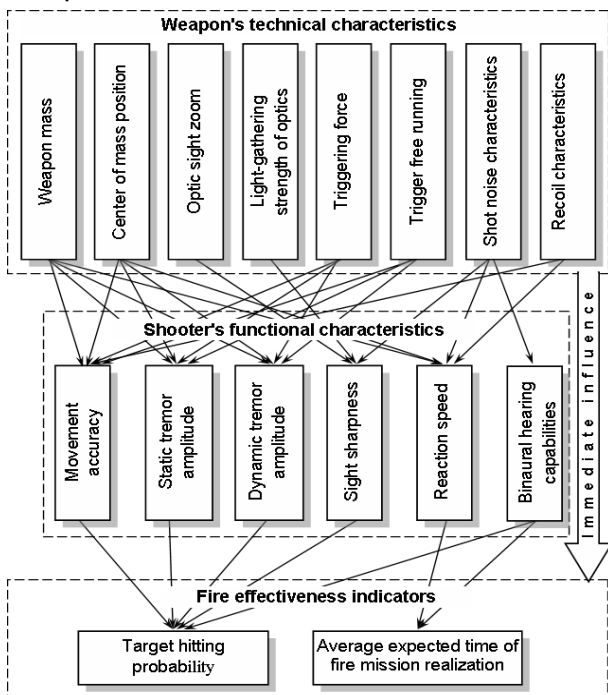 Weapon's technical characteristics
Weapon mass
Center of mass position
Optic sight zoom
Light-gathering
strength of optics
Triggering force
Trigger free running
Shot noise characteristics
Recoil characteristics
Shooter's functional characteristics
Movement
accuracy
Static tremor
amplitude
Dynamic tremor
amplitude
Sight sharpness
Reaction speed
Binaural hearing
capabilities
Immediate influence
Fire effectiveness indicators
Target hitting
probability
Average expected time of
fire mission realization